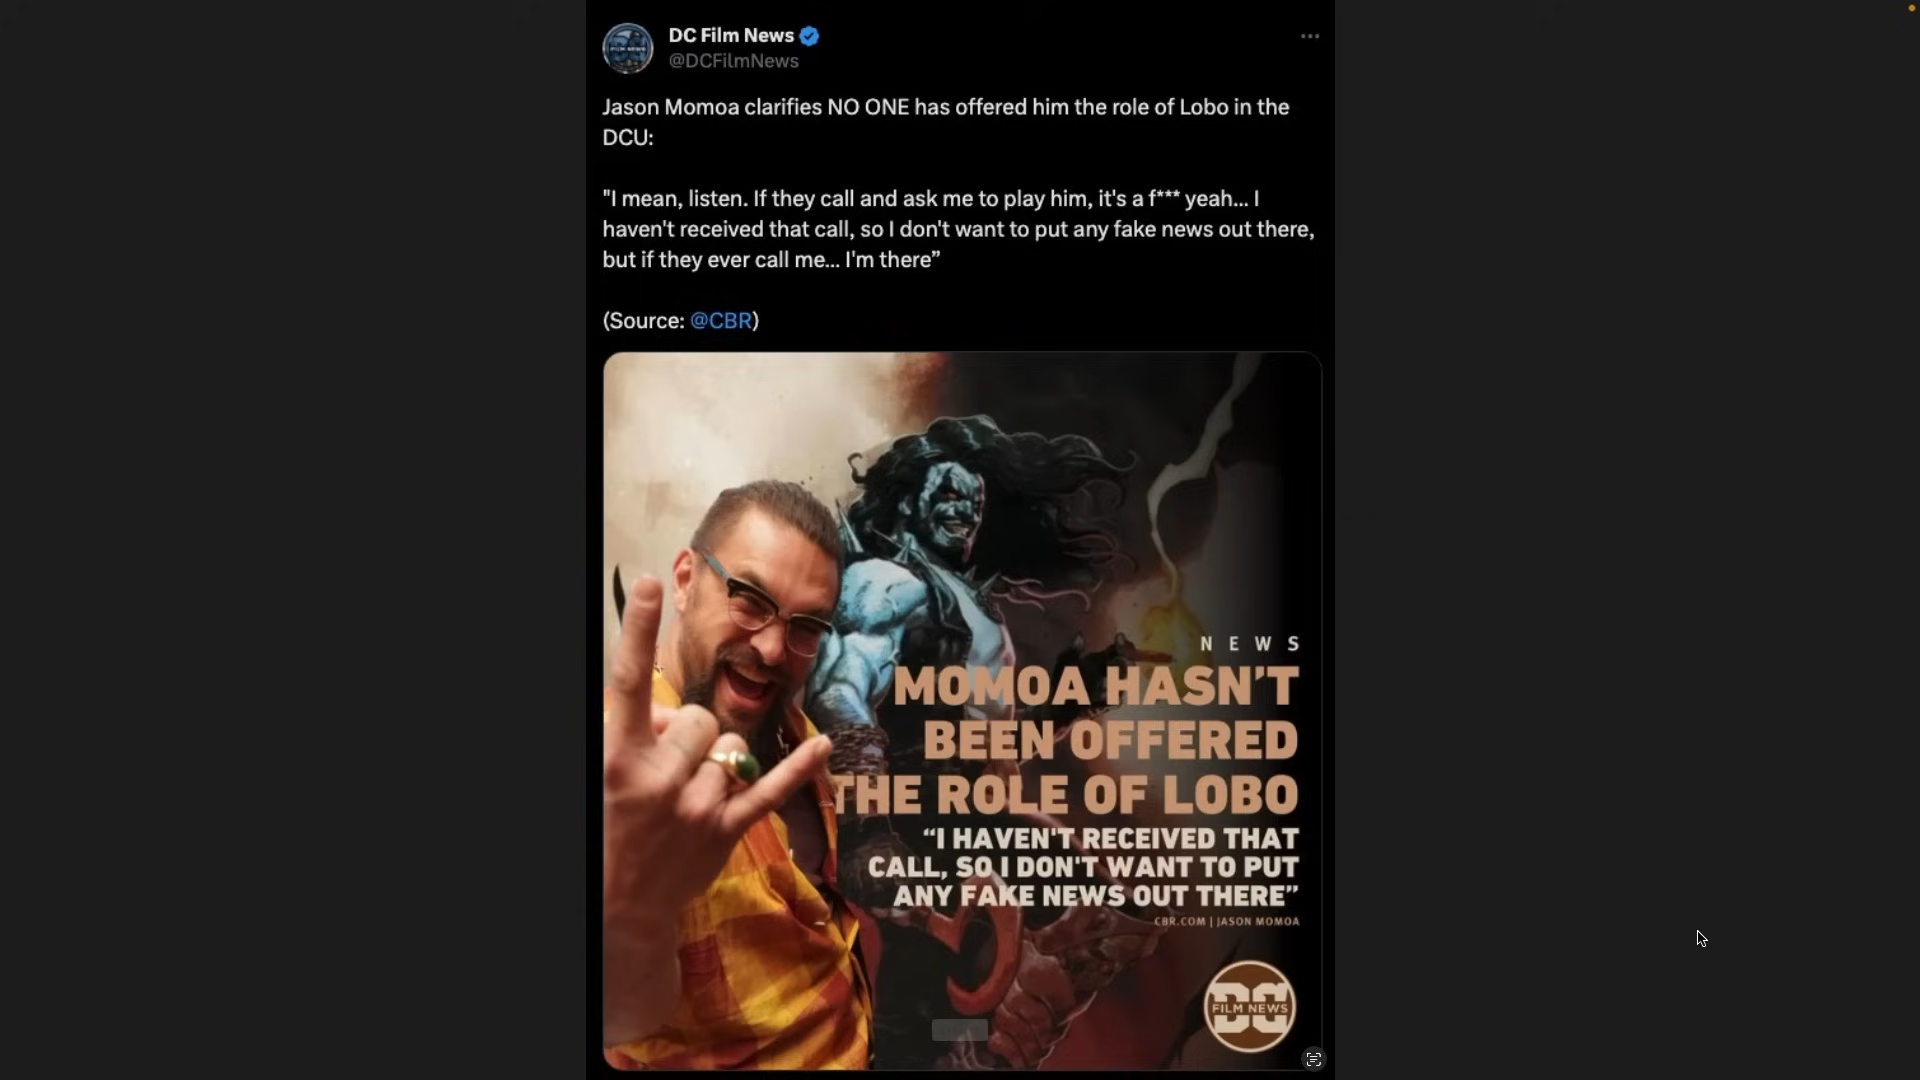 DC Film News
@DCFilmNews
Jason Momoa clarifies NO ONE has offered him the role of Lobo in the
DCU:
"I mean, listen. If they call and ask me to play him, it's a f*** yeah... I
haven't received that call, so I don't want to put any fake news out there,
but if they ever call me... I'm there”
(Source: @CBR)
NEWS
MOMOA HASN'T
BEEN OFFERED
THE ROLE OF LOBO
“I HAVEN'T RECEIVED THAT
CALL, SO I DON'T WANT TO PUT
ANY FAKE NEWS OUT THERE”
CBR.COM | JASON MOMOA
DC
FILM NEWS